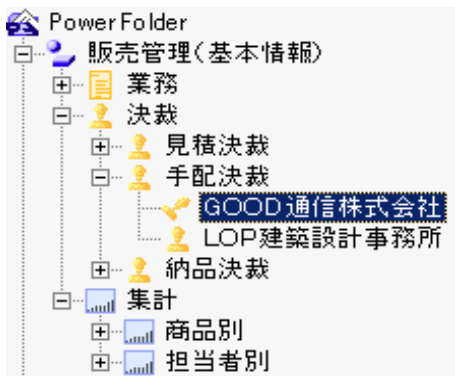 PowerFolder
販売管理(基本情報)
業務
決裁
見積決裁
手配決裁
GOOD通信株式会社
LOP建築設計事務所
納品決裁
集計
商品別
担当者別